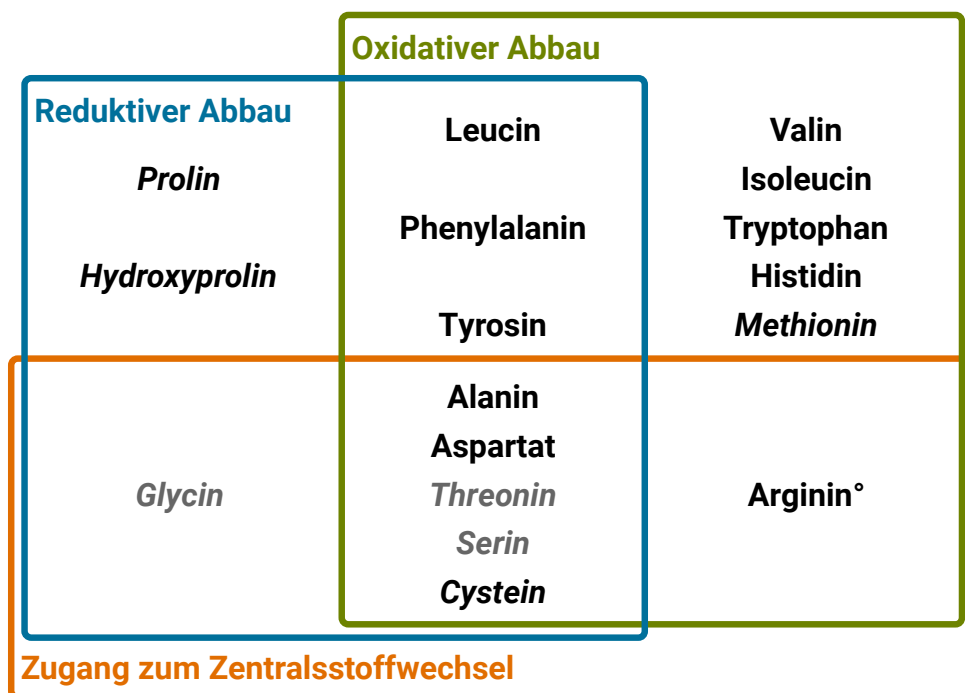 Oxidativer Abbau
Reduktiver Abbau
Leucin
Valin
Prolin
Isoleucin
Phenylalanin
Tryptophan
Hydroxyprolin
Histidin
Tyrosin
Methionin
Alanin
Aspartat
Glycin
Threonin
Arginin°
Serin
Cystein
Zugang zum Zentralsstoffwechsel